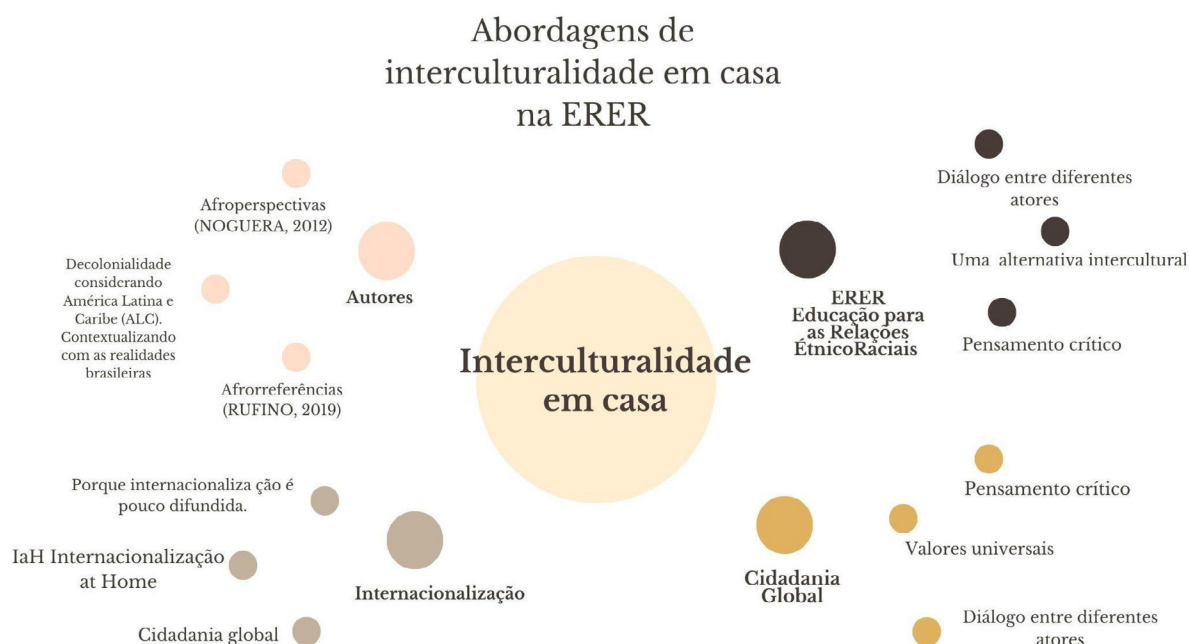 Abordagens de
interculturalidade em casa
na ERER
Afroperspectivas
(NOGUERA, 2012)
Decolonialidade
considerando
América Latina e
Caribe (ALC).
Contextualizando
com as realidades
brasileiras
Autores
Afrorreferências
(RUFINO, 2019)
Diálogo entre diferentes
atores
Uma alternativa intercultural
ERER
Educação para
as Relações
ÉtnicoRaciais
Pensamento crítico
Interculturalidade
em casa
Porque internacionaliza ção é
pouco difundida.
IaH Internacionalização
at Home
Internacionalização
Cidadania global
Pensamento crítico
Valores universais
Cidadania
Global
Diálogo entre diferentes
atores